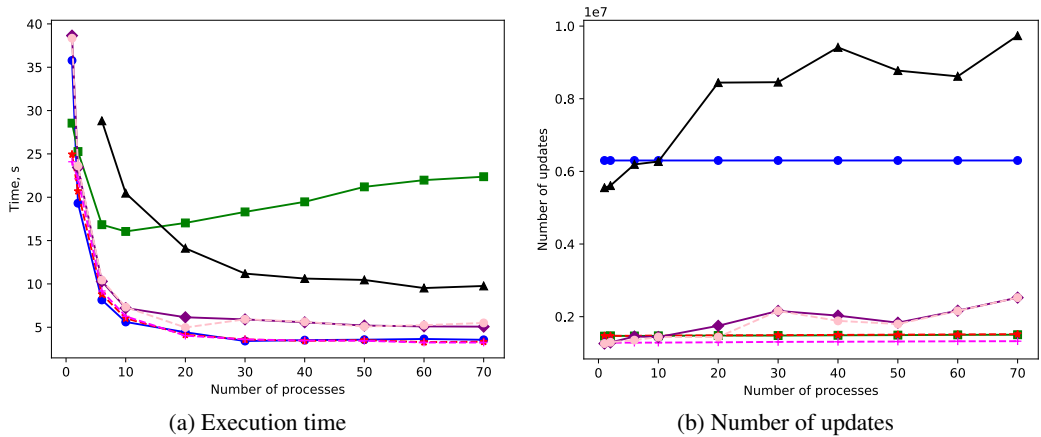 40
35
30
25
20
15
10
5
Time, s
0 10 20 30 40 50 60 70
Number of processes
(a) Execution time
1e7
1.0
0.8
0.6
0.4
0.2
Number of updates
0 10 20 30 40 50 60 70
Number of processes
(b) Number of updates